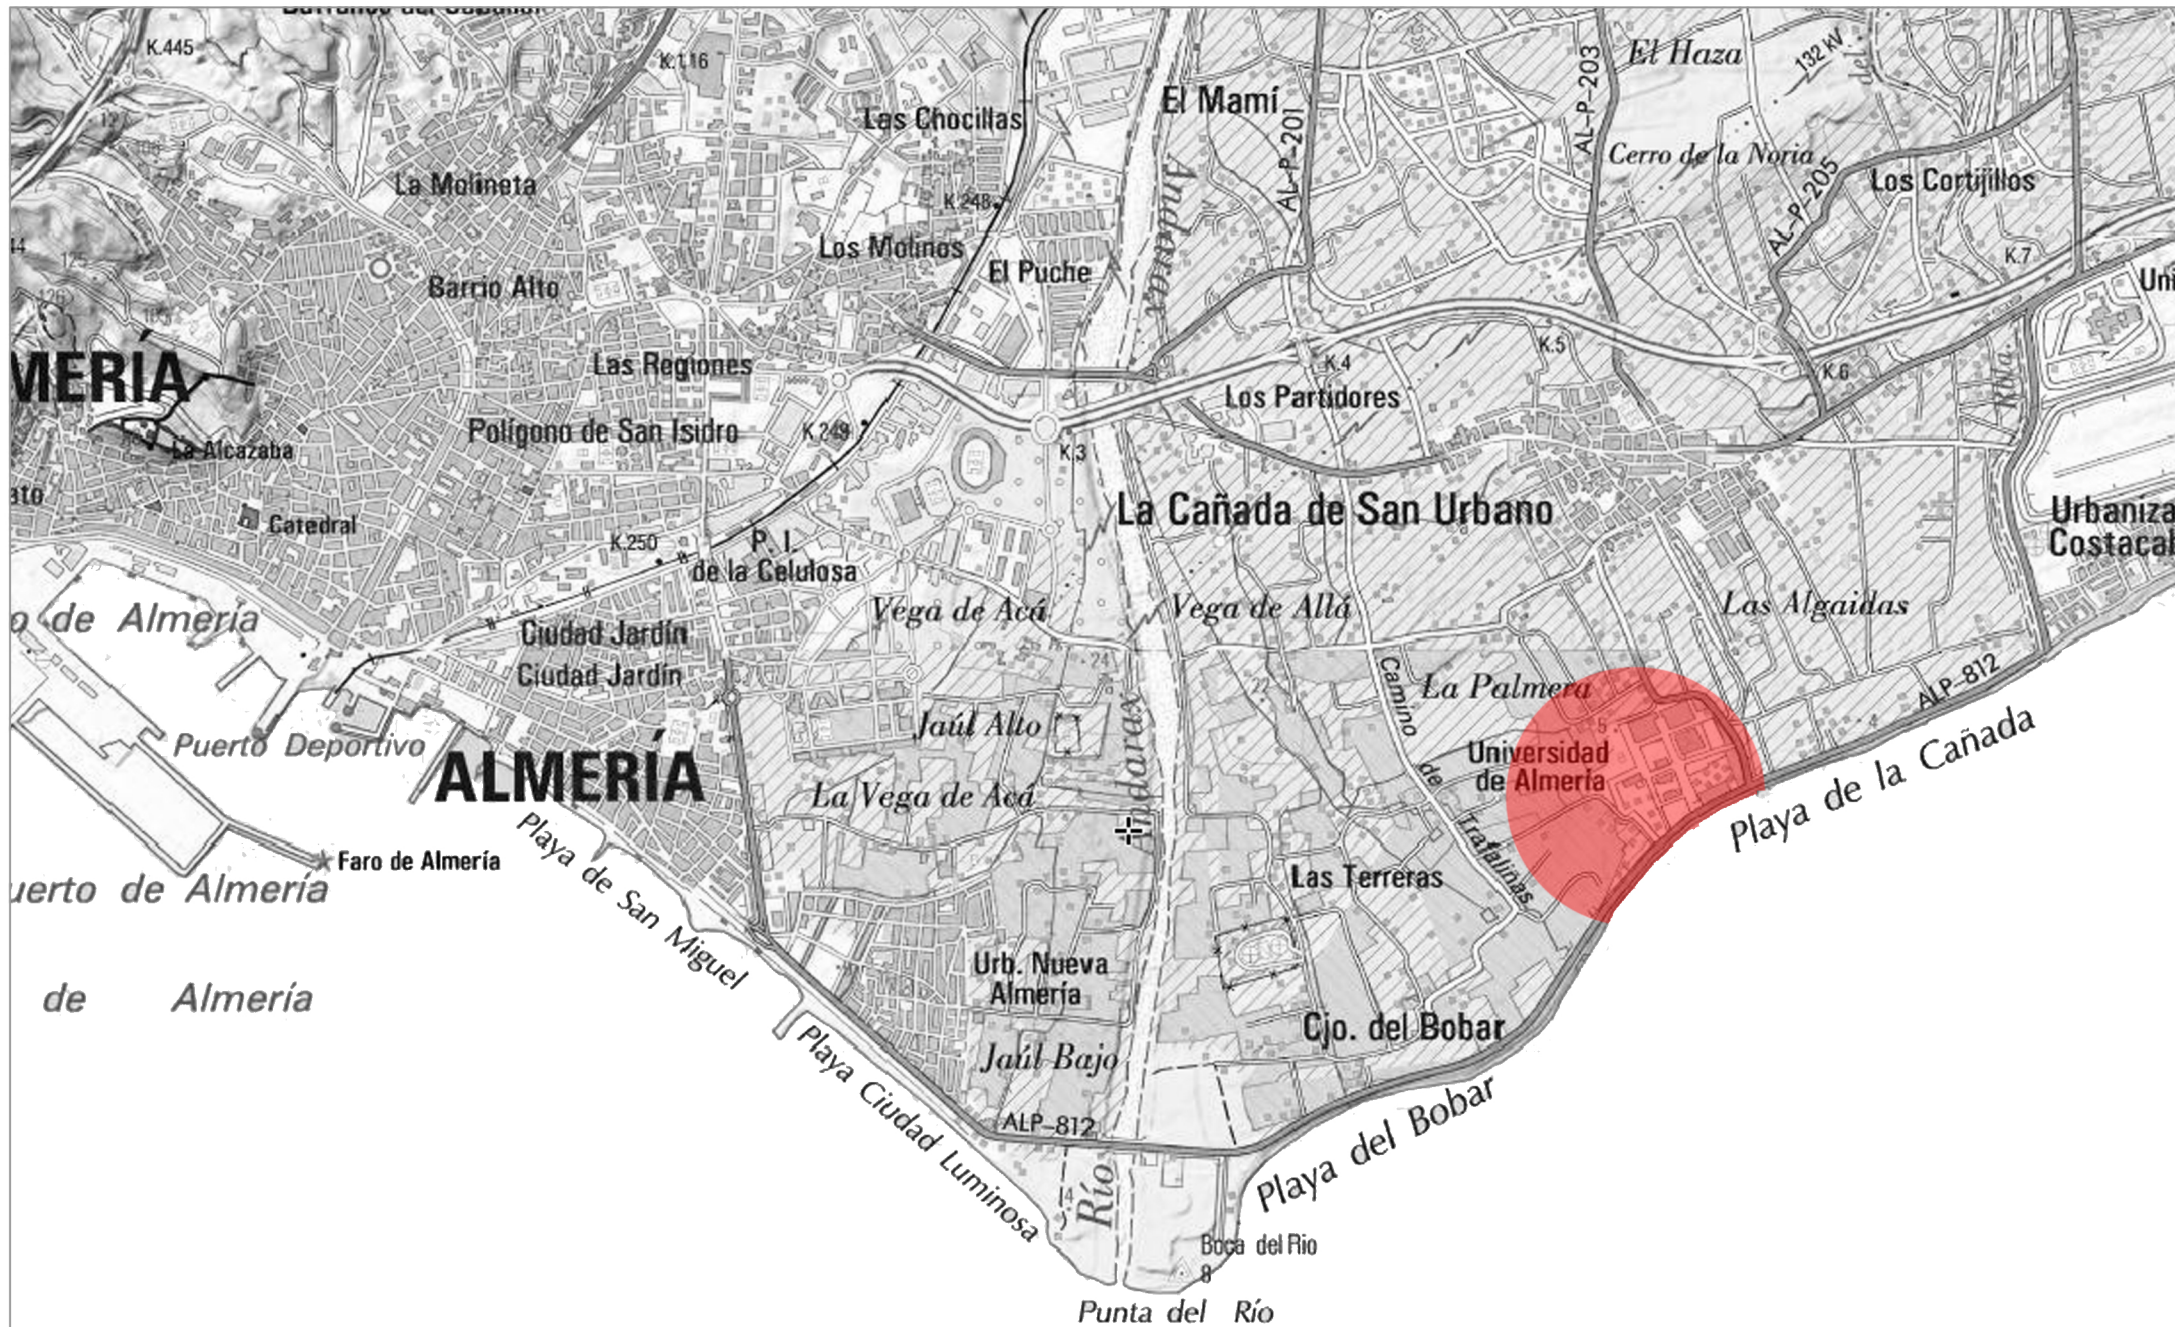 K.445
K.116
El Haza
132 kV
AL-P-203
Las Chocillas
El Mamí
AL-P-201
Cerro de la Noria
AL-P-205
Los Cortijillos
La Molineta
K.248
Andarax
Los Molinos
El Puche
K.7
Barrio Alto
MERÍA
Las Regiones
K.4
K.5
K.6
Rbla.
Los Partidores
Polígono de San Isidro
K 249
K.3
La Alcazaba
La Cañada de San Urbano
Catedral
Urbaniza
Costacab
K.250
P. I.
de la Celulosa
o de Almería
Vega de Acá
Vega de Allá
Las Algaidas
Ciudad Jardín
Ciudad Jardín
24
Camino
de
Trafalinas
La Palmera
ALP-812
Jaúl Alto
Puerto Deportivo
ALMERÍA
Universidad
de Almería
Playa de la Cañada
La Vega de Acá
Andarax
Playa de San Miguel
Faro de Almería
uerto de Almería
Las Terreras
Urb. Nueva
Almería
de Almería
Cjo. del Bobar
Jaúl Bajo
Playa Ciudad Luminosa
ALP-812
Playa del Bobar
Río
4
Boca del Rio
8
Punta del Río